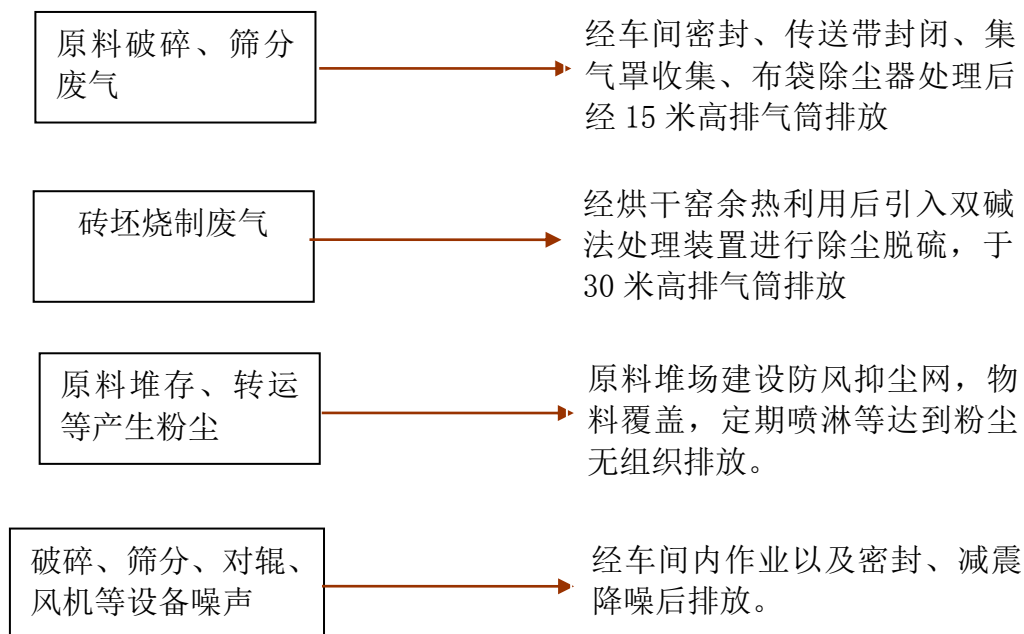 原料破碎、筛分
废气
经车间密封、传送带封闭、集
气罩收集、布袋除尘器处理后
经 15 米高排气筒排放
砖坯烧制废气
经烘干窑余热利用后引入双碱
法处理装置进行除尘脱硫，于
30 米高排气筒排放
原料堆存、转运
等产生粉尘
原料堆场建设防风抑尘网，物
料覆盖，定期喷淋等达到粉尘
无组织排放。
破碎、筛分、对辊、
风机等设备噪声
经车间内作业以及密封、减震
降噪后排放。